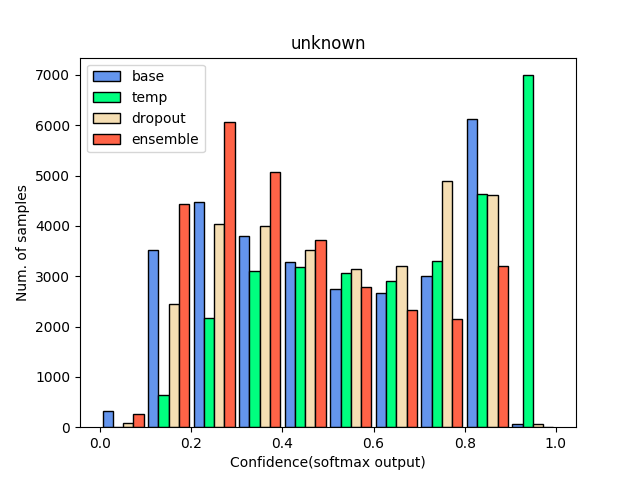 unknown
base
temp
dropout
ensemble
Num. of samples
7000
6000
5000
4000
3000
2000
1000
0
0.0 0.2 0.4 0.6 0.8 1.0
Confidence(softmax output)